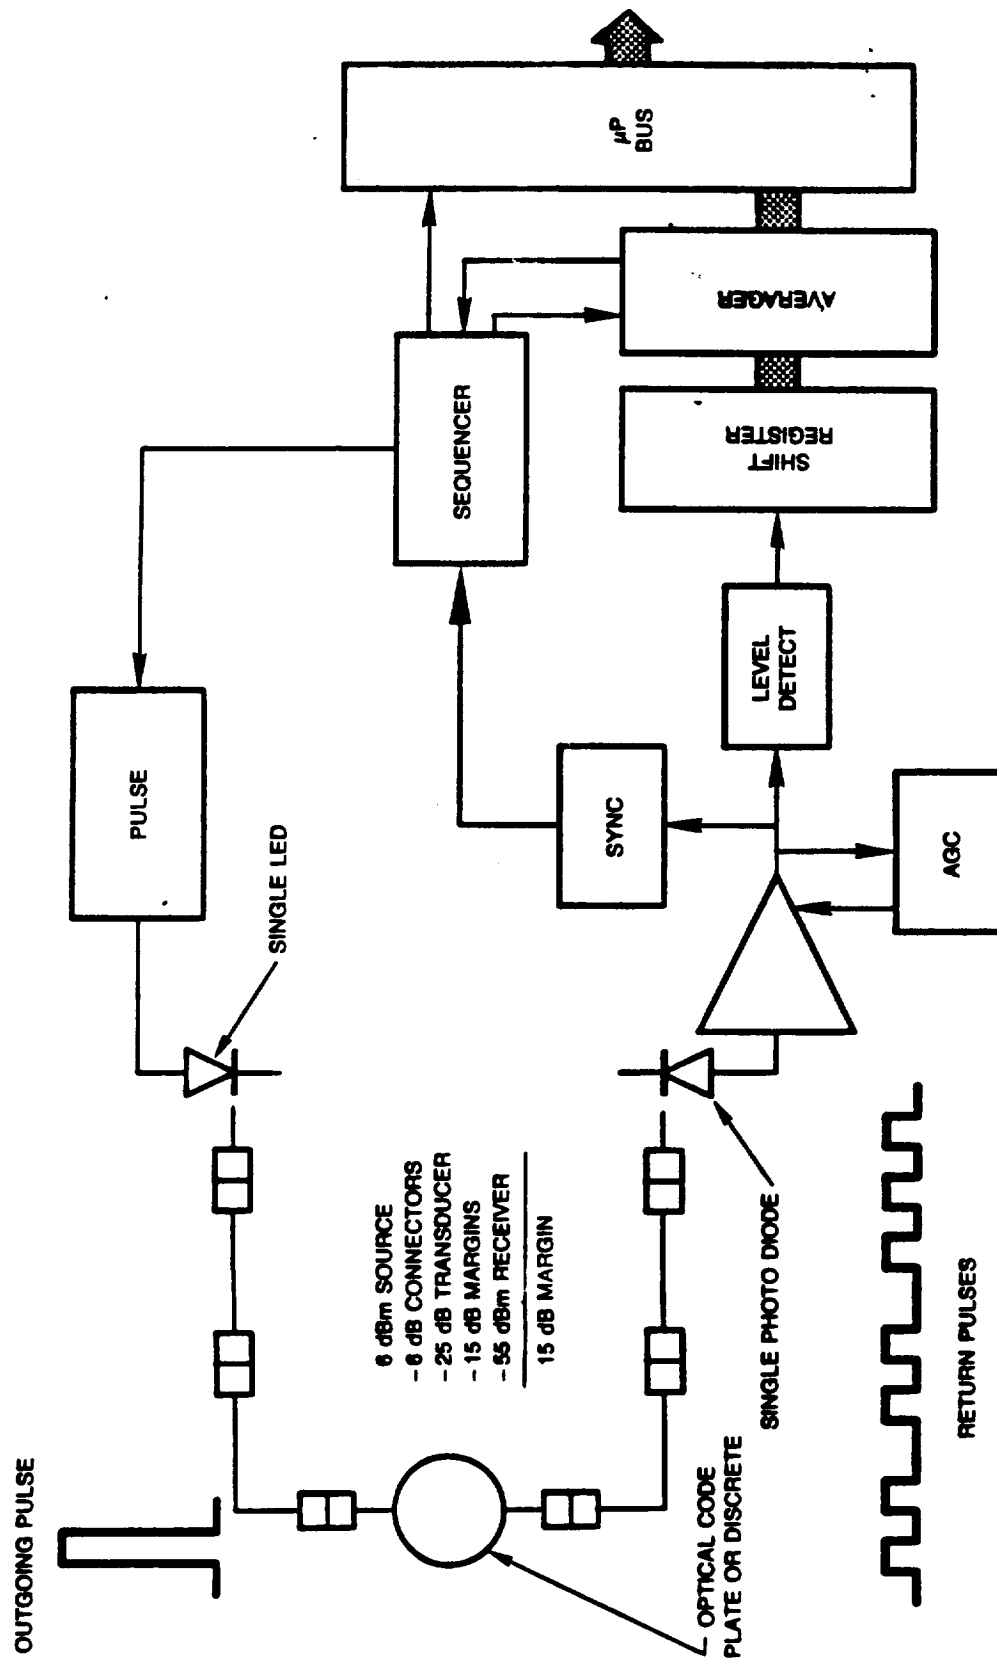 OUTGOING PULSE
PULSE
SINGLE LED
SEQUENCER
µP
BUS
6 dBm SOURCE
- 6 dB CONNECTORS
- 25 dB TRANSDUCER
- 15 dB MARGINS
- 55 dBm RECEIVER
15 dB MARGIN
SYNC
LEVEL
DETECT
SHIFT
REGISTER
AVERAGER
OPTICAL CODE
PLATE OR DISCRETE
SINGLE PHOTO DIODE
AGC
RETURN PULSES